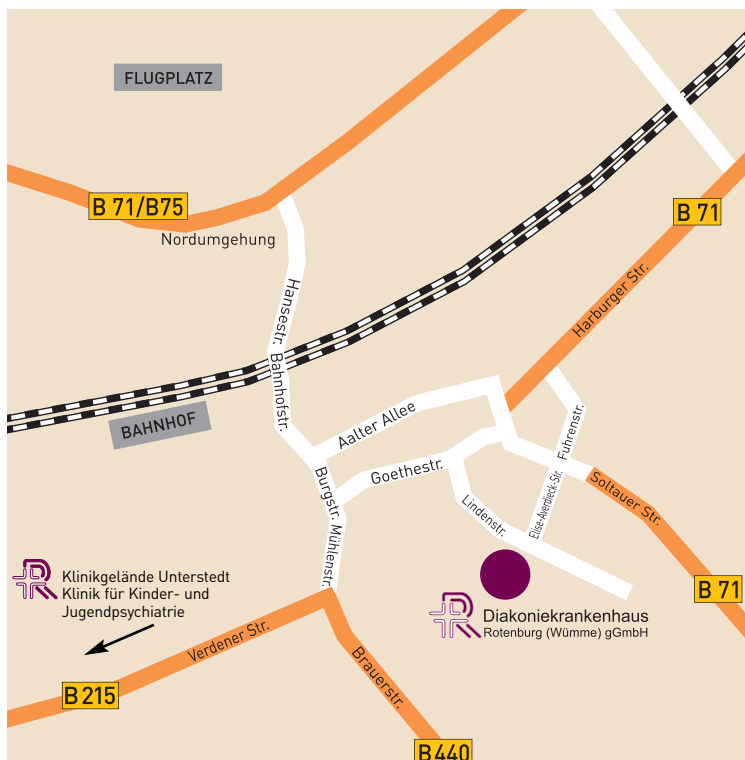 FLUGPLATZ
B 71/B75
B 71
Nordumgehung
Harburger Str.
Hansestr.
Bahnhofstr.
BAHNHOF
Aalter Allee
Fuhrenstr.
Goethestr.
Burgstr.
Mühlenstr.
Lindenstr.
Elise-Averdieck-Str.
Soltauer Str.
Klinikgelände Unterstedt
Klinik für Kinder- und
Jugendpsychiatrie
B 71
Diakoniekrankenhaus
Rotenburg (Wümme) gGmbH
Verdener Str.
Brauerstr.
B 215
B 440